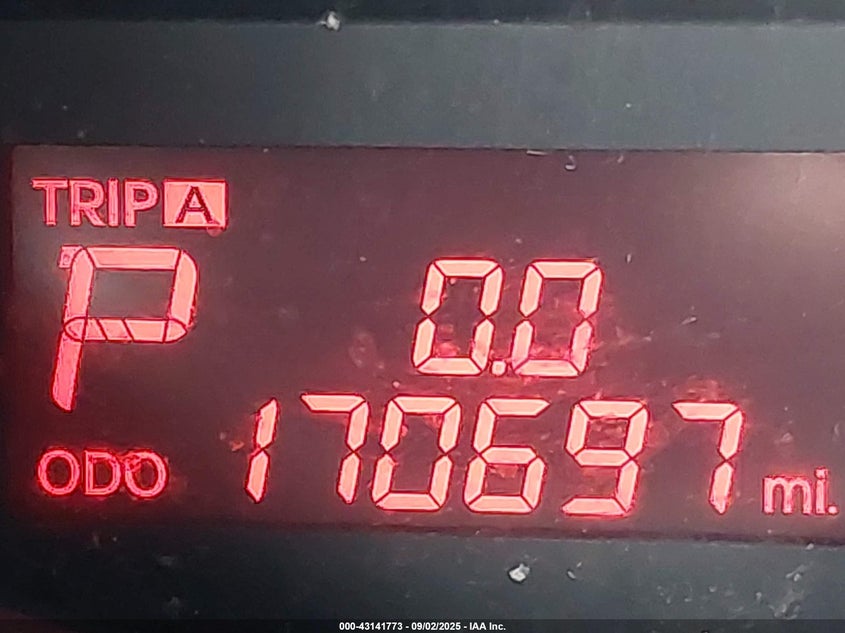 TRIP A
P 0.0
ODO 170697 mi.
000-43141773 - 09/02/2025 - IAA Inc.